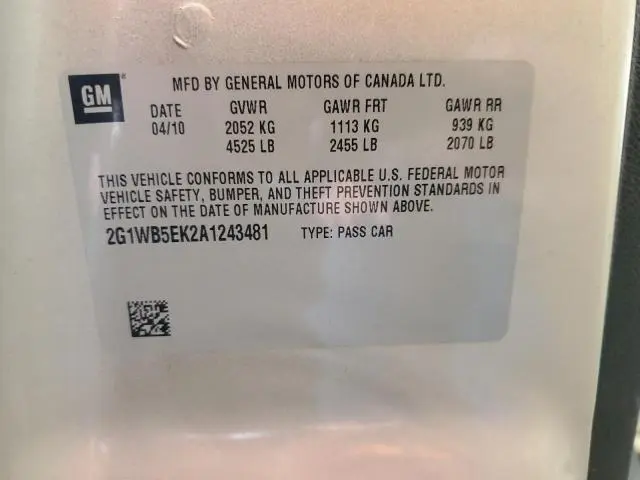 GM
®
MFD BY GENERAL MOTORS OF CANADA LTD.
DATE GVWR GAWR FRT GAWR RR
04/10 2052 KG 1113 KG 939 KG
4525 LB 2455 LB 2070 LB
THIS VEHICLE CONFORMS TO ALL APPLICABLE U.S. FEDERAL MOTOR
VEHICLE SAFETY, BUMPER, AND THEFT PREVENTION STANDARDS IN
EFFECT ON THE DATE OF MANUFACTURE SHOWN ABOVE.
2G1WB5EK2A1243481 TYPE: PASS CAR